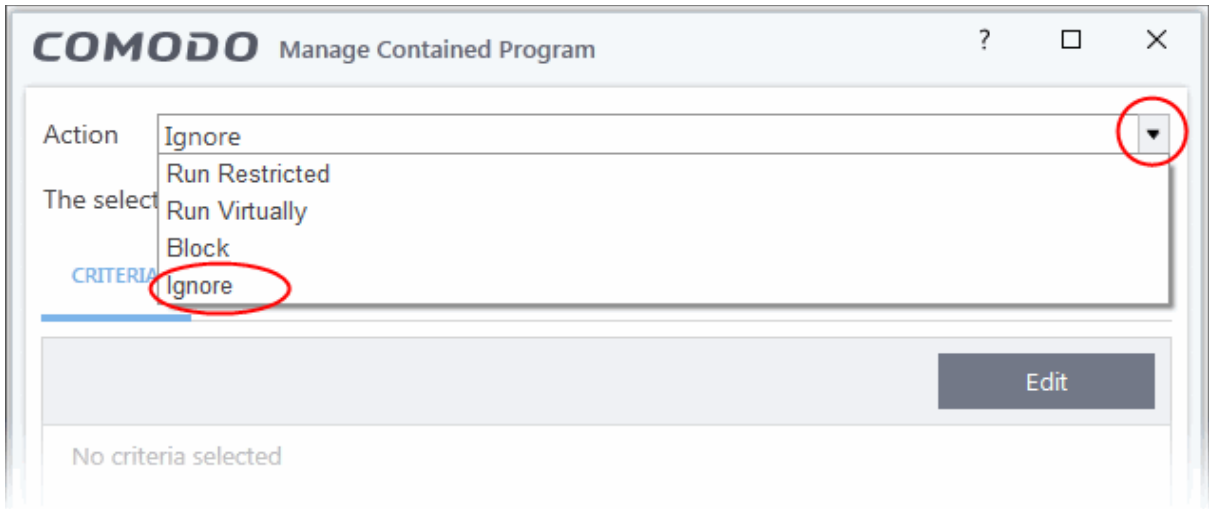 COMODO Manage Contained Program ?
Action Ignore
Run Restricted
The select
Run Virtually
Block
CRITERIA
Ignore
Edit
No criteria selected